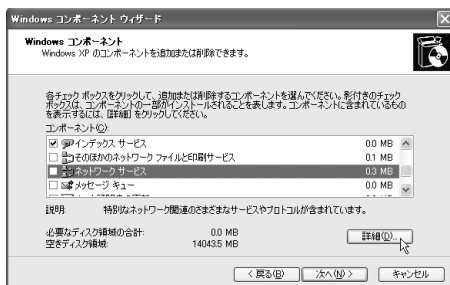 Windows コンポーネント ウィザード
Windows コンポーネント
Windows XP のコンポーネントを追加または削除できます。
各チェック ボックスをクリックして、追加または削除するコンポーネントを選んでください。影付きのチェック
ボックスは、コンポーネントの一部がインストールされることを表します。コンポーネントに含まれているもの
を表示するには、[詳細] をクリックしてください。
コンポーネント(C):
インデックス サービス 0.0 MB
そのほかのネットワーク ファイルと印刷サービス 0.1 MB
ネットワーク サービス 0.3 MB
メッセージ キュー 0.0 MB
説明: 特別なネットワーク関連のさまざまなサービスやプロトコルが含まれています。
必要なディスク領域の合計: 0.0 MB
空きディスク領域: 14043.5 MB
詳細(D)...
< 戻る(B) 次へ(N) > キャンセル